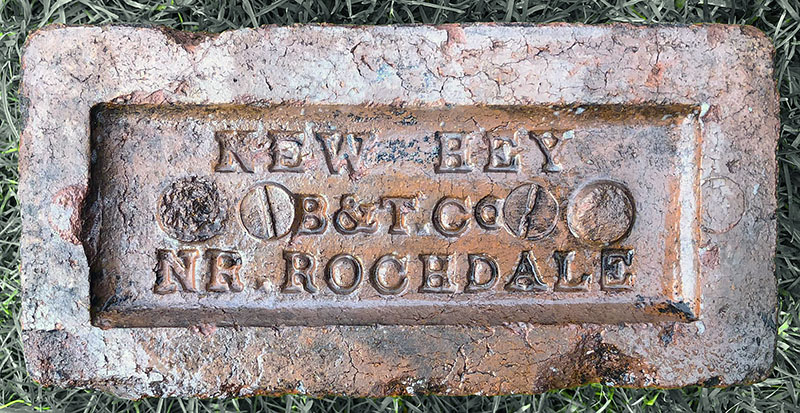 NEW HEY
B&T.Co
NR. ROCHDALE